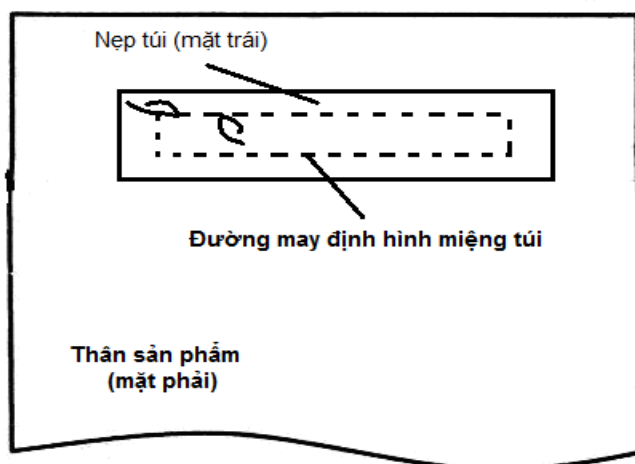 Nẹp túi (mặt trái)
Đường may định hình miệng túi
Thân sản phẩm
(mặt phải)